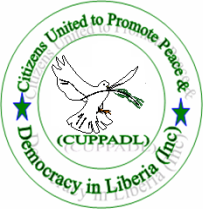 Citizens United to Promote Peace &
(CUPPADL)
Democracy in Liberia (Inc)